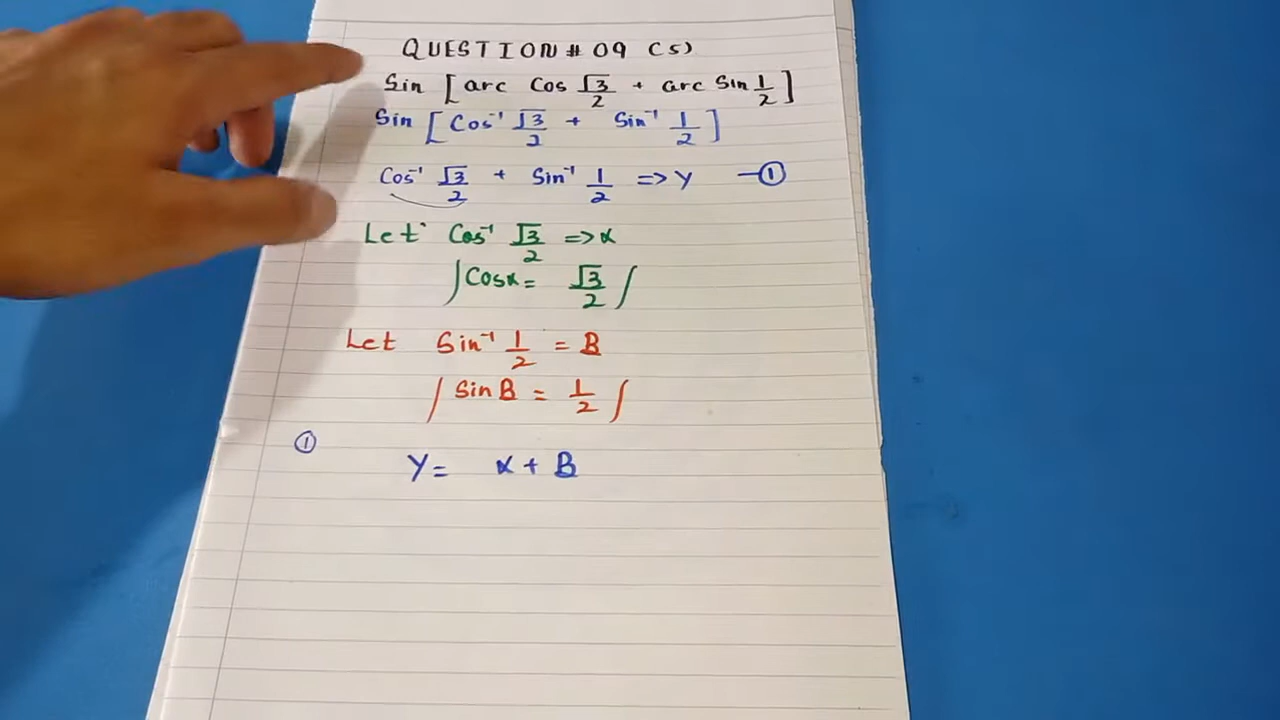 QUESTION # 09 (5)
Sin [arc Cos √3/2 + arc Sin 1/2]
Sin [Cos⁻¹ √3/2 + Sin⁻¹ 1/2]
Cos⁻¹ √3/2 + Sin⁻¹ 1/2 => Y —①
Let Cos⁻¹ √3/2 => α
Cosα = √3/2
Let Sin⁻¹ 1/2 = B
Sin B = 1/2
①
Y = α + B